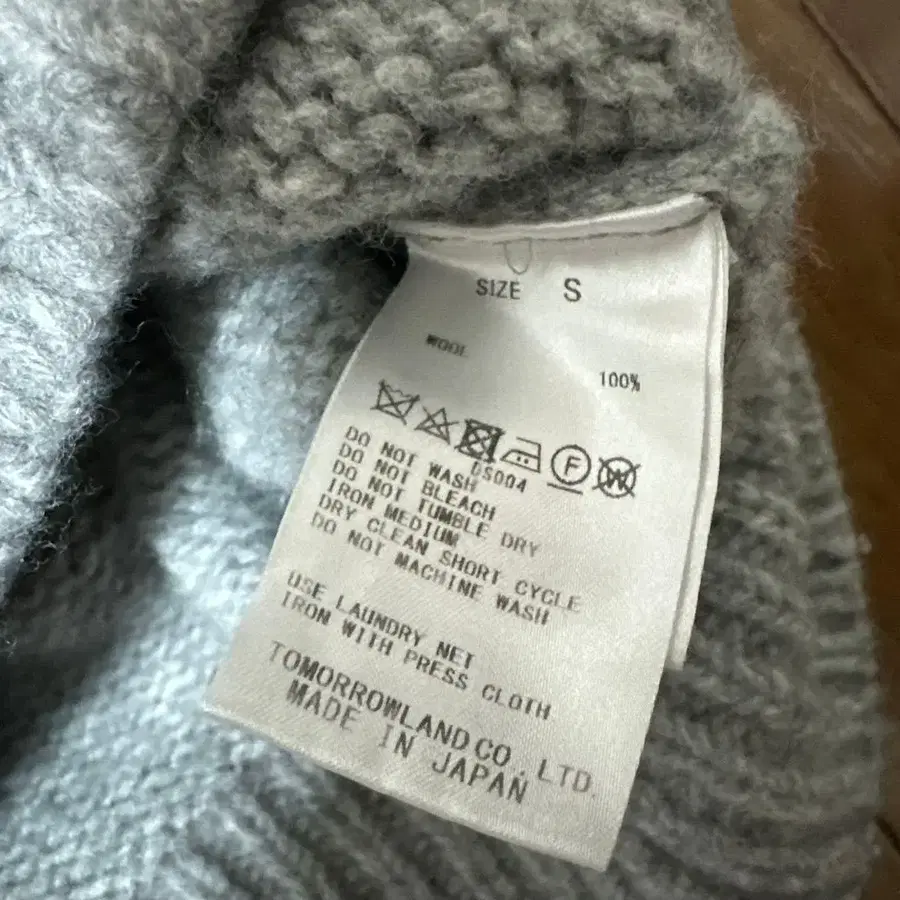 SIZE S
WOOL
100%
F W
DS004
DO NOT WASH
DO NOT BLEACH
DO NOT TUMBLE DRY
IRON MEDIUM
DRY CLEAN SHORT CYCLE
DO NOT MACHINE WASH
USE LAUNDRY NET
IRON WITH PRESS CLOTH
TOMORROWLAND CO., LTD.
MADE IN JAPAN